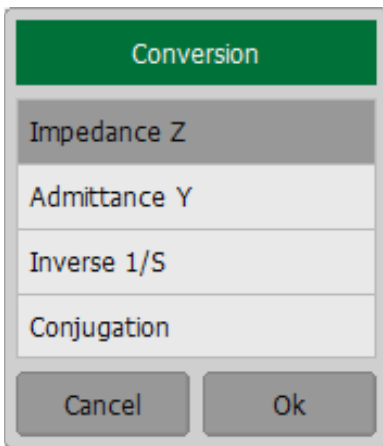 Conversion
Impedance Z
Admittance Y
Inverse 1/S
Conjugation
Cancel Ok